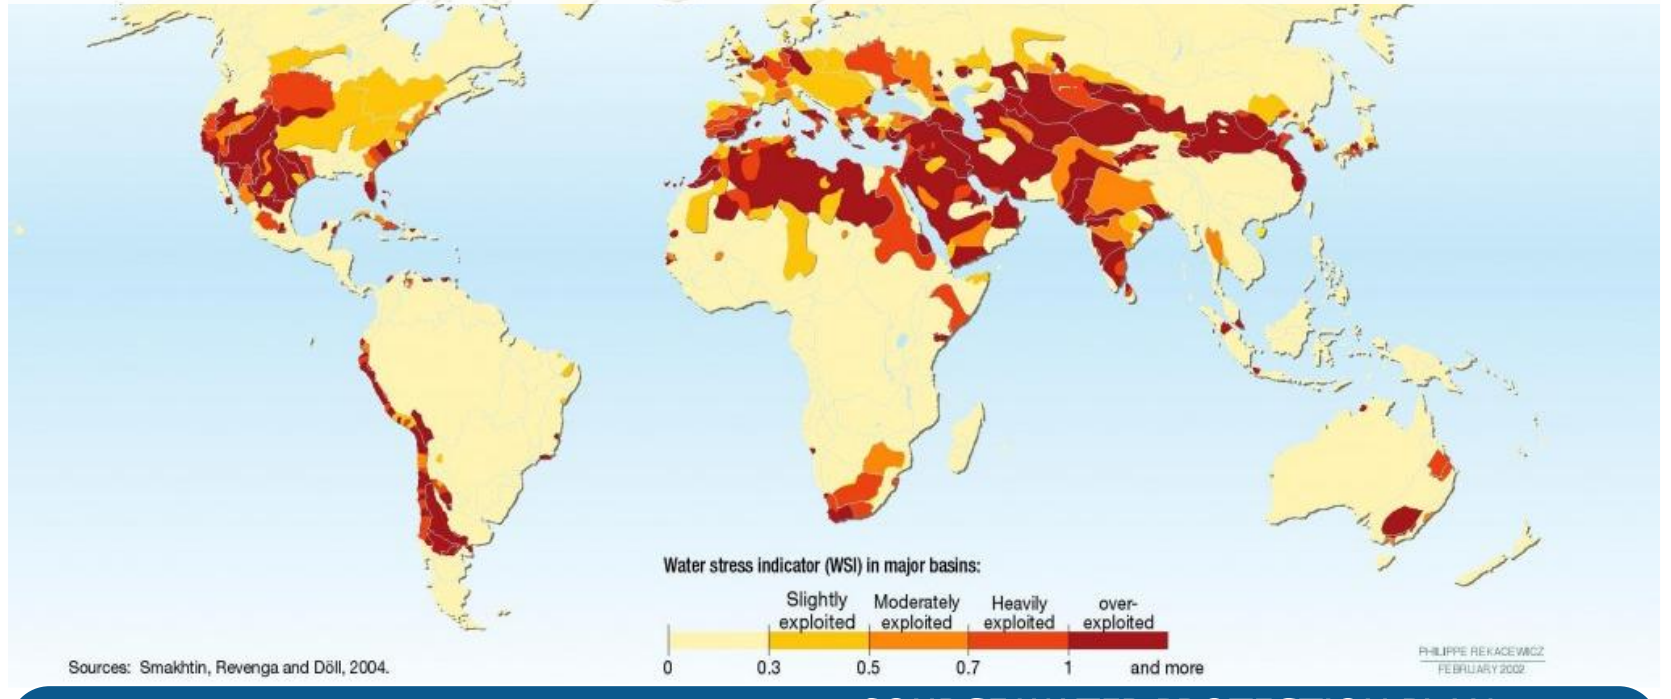 Water stress indicator (WSI) in major basins:
Slightly exploited
Moderately exploited
Heavily exploited
over-exploited
0
0.3
0.5
0.7
1
and more
Sources: Smakhtin, Revenga and Döll, 2004.
PHILIPPE REKACEWICZ
FEBRUARY 2002